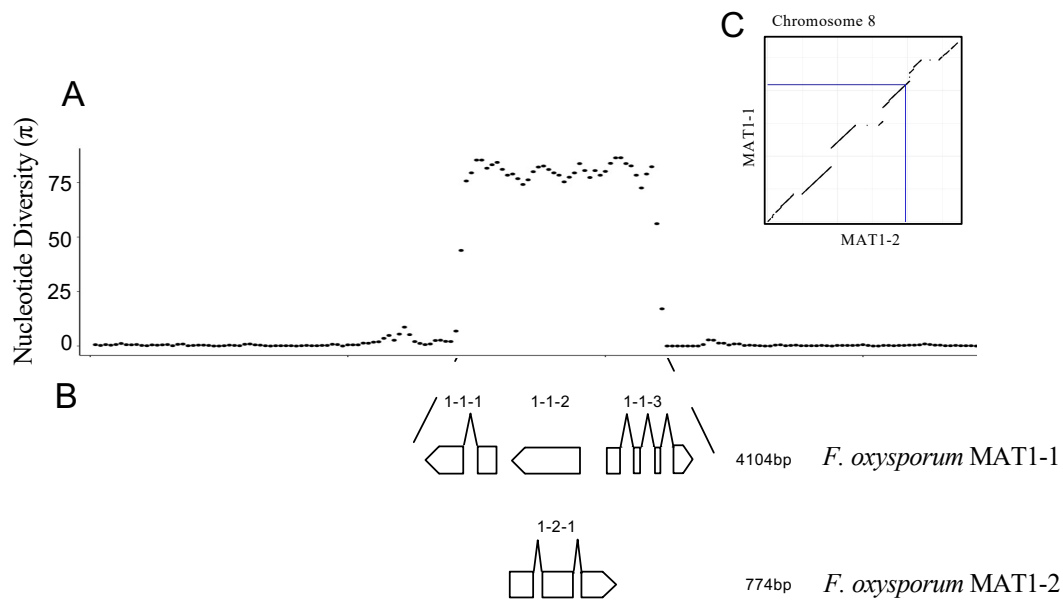 C
Chromosome 8
MAT1-1
MAT1-2
A
Nucleotide Diversity (π)
75
50
25
0
B
1-1-1
1-1-2
1-1-3
4104bp
F. oxysporum MAT1-1
1-2-1
774bp
F. oxysporum MAT1-2